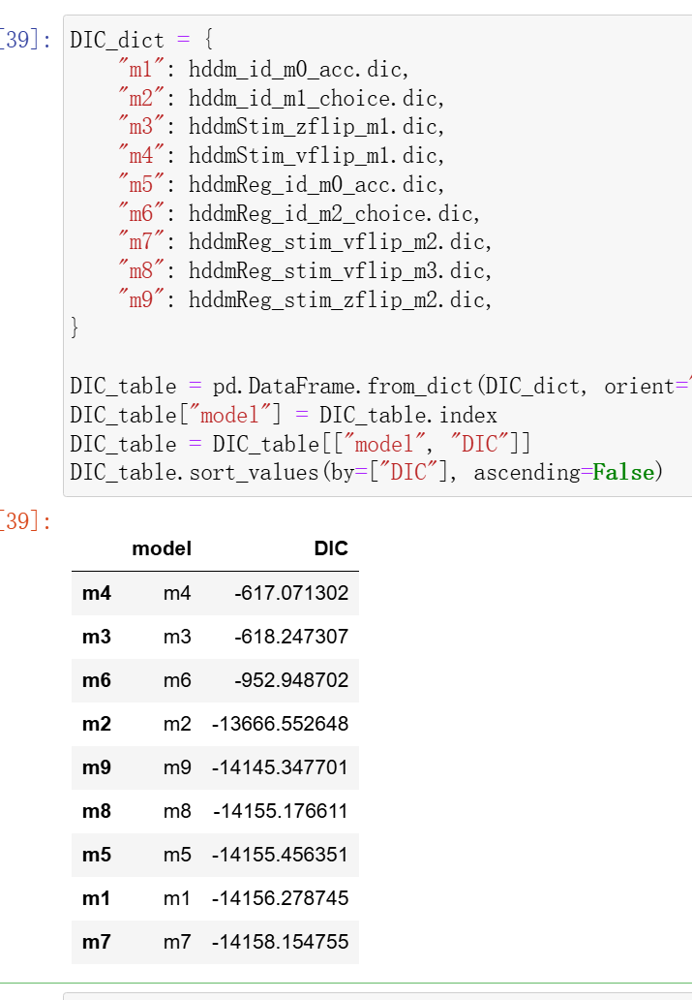 [39]: DIC_dict = {
"m1": hddm_id_m0_acc.dic,
"m2": hddm_id_m1_choice.dic,
"m3": hddmStim_zflip_m1.dic,
"m4": hddmStim_vflip_m1.dic,
"m5": hddmReg_id_m0_acc.dic,
"m6": hddmReg_id_m2_choice.dic,
"m7": hddmReg_stim_vflip_m2.dic,
"m8": hddmReg_stim_vflip_m3.dic,
"m9": hddmReg_stim_zflip_m2.dic,
}
DIC_table = pd.DataFrame.from_dict(DIC_dict, orient="
DIC_table["model"] = DIC_table.index
DIC_table = DIC_table[["model", "DIC"]]
DIC_table.sort_values(by=["DIC"], ascending=False)
[39]:
model DIC
m4 m4 -617.071302
m3 m3 -618.247307
m6 m6 -952.948702
m2 m2 -13666.552648
m9 m9 -14145.347701
m8 m8 -14155.176611
m5 m5 -14155.456351
m1 m1 -14156.278745
m7 m7 -14158.154755